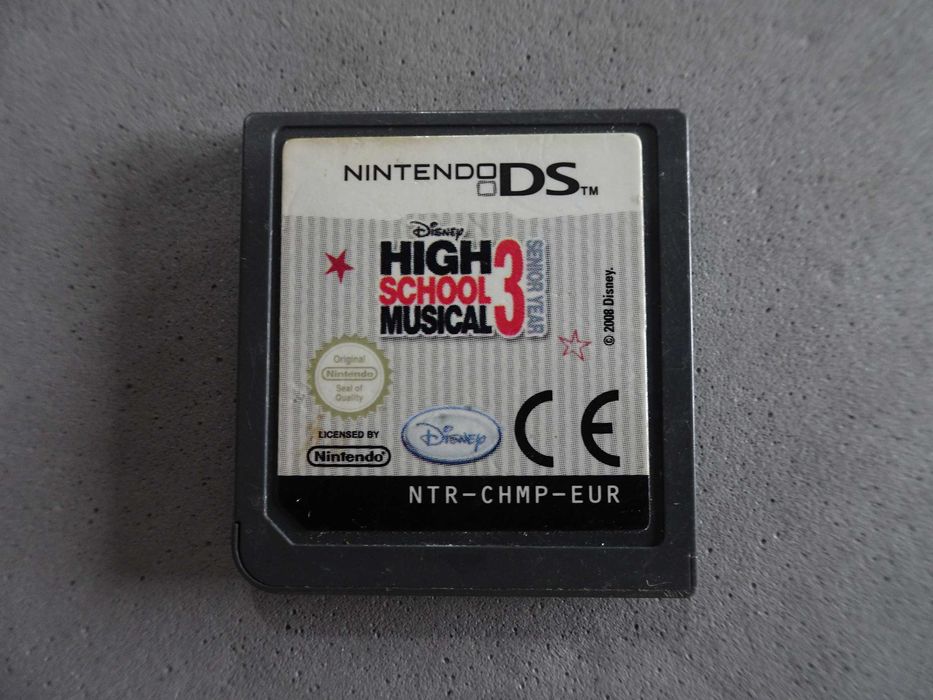 NINTENDO DS™
Disney
HIGH
SCHOOL
MUSICAL
3
SENIOR YEAR
© 2008 Disney.
Original
Nintendo
Seal of
Quality
LICENSED BY
Nintendo®
Disney
CE
NTR-CHMP-EUR